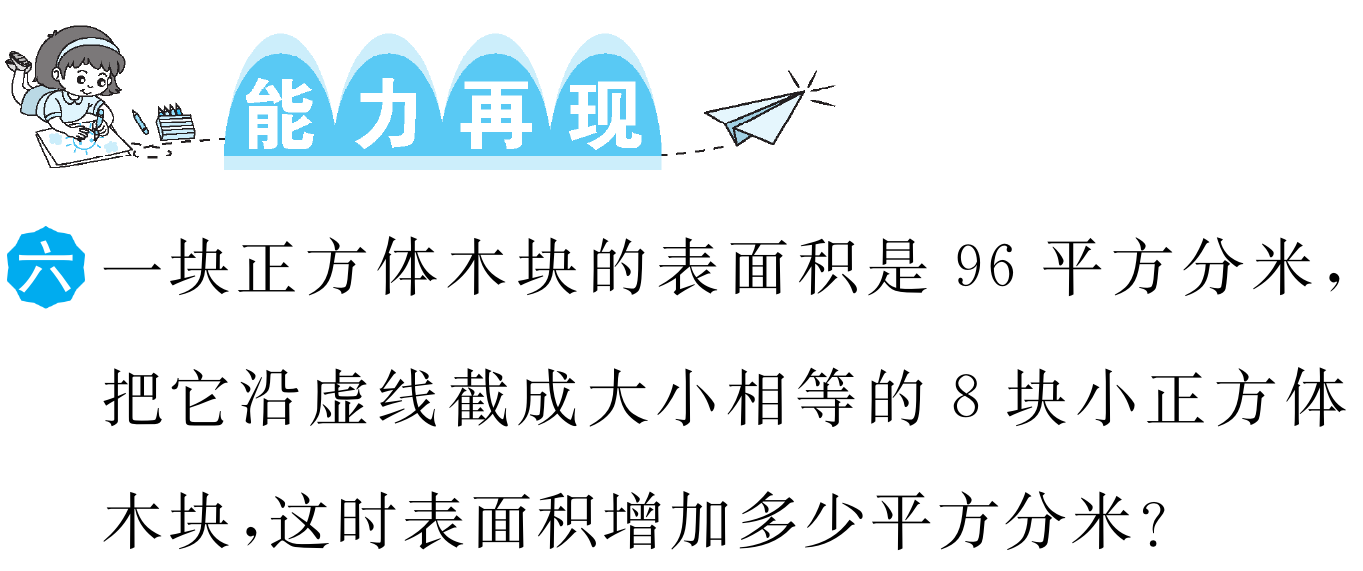 能力再现
六 一块正方体木块的表面积是 96 平方分米，
把它沿虚线截成大小相等的 8 块小正方体
木块，这时表面积增加多少平方分米？